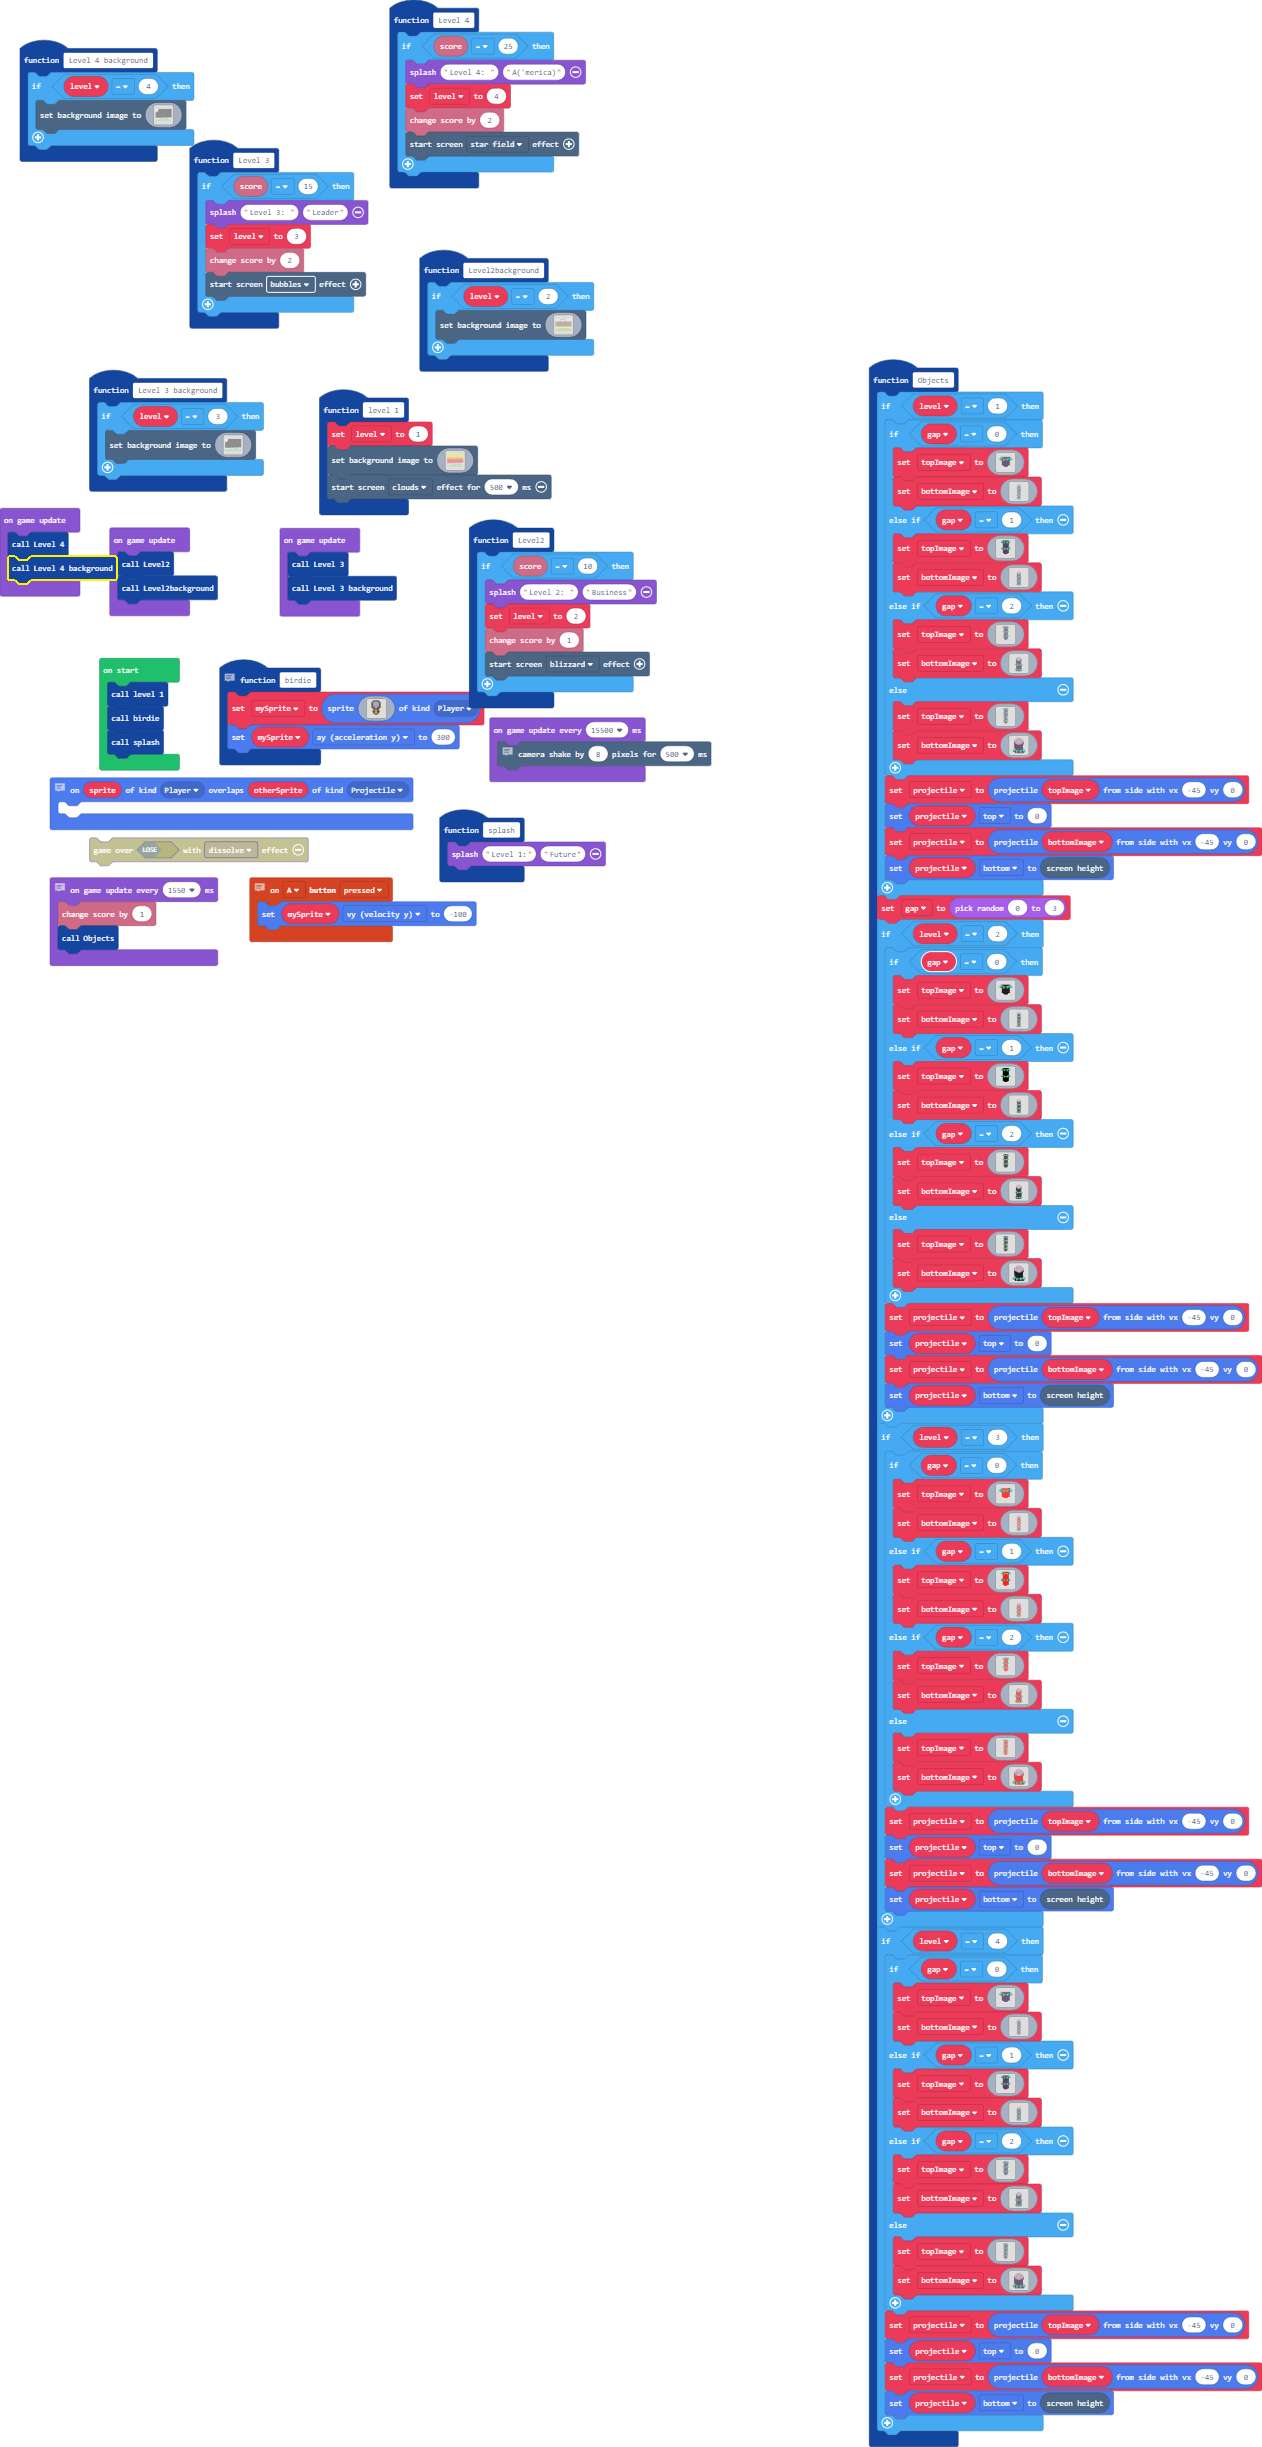 function Level 4
if score = 25 then
splash "Level 4: " "A('merica)"
set level to 4
change score by 2
start screen star field effect
function Level 4 background
if level = 4 then
set background image to
function Level 3
if score = 15 then
splash "Level 3: " "Leader"
set level to 3
change score by 2
start screen bubbles effect
function Level2background
if level = 2 then
set background image to
function Level 3 background
if level = 3 then
set background image to
function level 1
set level to 1
set background image to
start screen clouds effect for 500 ms
on game update
call Level 4
call Level 4 background
on game update
call Level2
call Level2background
on game update
call Level 3
call Level 3 background
function Level2
if score = 10 then
splash "Level 2: " "Business"
set level to 2
change score by 1
start screen blizzard effect
on start
call level 1
call birdie
call splash
function birdie
set mySprite to sprite of kind Player
set mySprite ay (acceleration y) to 300
on game update every 15500 ms
camera shake by 8 pixels for 500 ms
on sprite of kind Player overlaps otherSprite of kind Projectile
game over LOSE with dissolve effect
function splash
splash "Level 1:" "Future"
on game update every 1550 ms
change score by 1
call Objects
on A button pressed
set mySprite vy (velocity y) to -100
function Objects
if level = 1 then
if gap = 0 then
set topImage to
set bottomImage to
else if gap = 1 then
set topImage to
set bottomImage to
else if gap = 2 then
set topImage to
set bottomImage to
else
set topImage to
set bottomImage to
set projectile to projectile topImage from side with vx -45 vy 0
set projectile top to 0
set projectile to projectile bottomImage from side with vx -45 vy 0
set projectile bottom to screen height
set gap to pick random 0 to 3
if level = 2 then
if gap = 0 then
set topImage to
set bottomImage to
else if gap = 1 then
set topImage to
set bottomImage to
else if gap = 2 then
set topImage to
set bottomImage to
else
set topImage to
set bottomImage to
set projectile to projectile topImage from side with vx -45 vy 0
set projectile top to 0
set projectile to projectile bottomImage from side with vx -45 vy 0
set projectile bottom to screen height
if level = 3 then
if gap = 0 then
set topImage to
set bottomImage to
else if gap = 1 then
set topImage to
set bottomImage to
else if gap = 2 then
set topImage to
set bottomImage to
else
set topImage to
set bottomImage to
set projectile to projectile topImage from side with vx -45 vy 0
set projectile top to 0
set projectile to projectile bottomImage from side with vx -45 vy 0
set projectile bottom to screen height
if level = 4 then
if gap = 0 then
set topImage to
set bottomImage to
else if gap = 1 then
set topImage to
set bottomImage to
else if gap = 2 then
set topImage to
set bottomImage to
else
set topImage to
set bottomImage to
set projectile to projectile topImage from side with vx -45 vy 0
set projectile top to 0
set projectile to projectile bottomImage from side with vx -45 vy 0
set projectile bottom to screen height